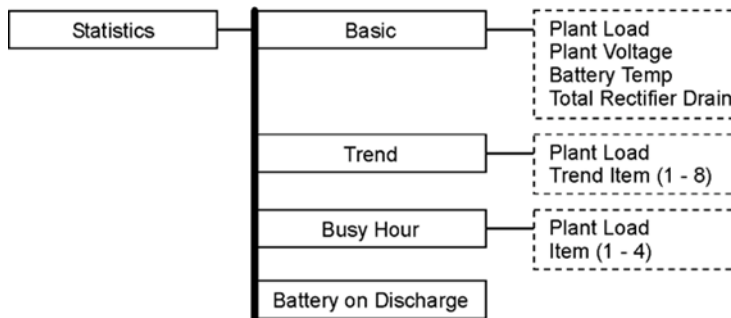 Statistics
Basic
Plant Load
Plant Voltage
Battery Temp
Total Rectifier Drain
Trend
Plant Load
Trend Item (1 - 8)
Busy Hour
Plant Load
Item (1 - 4)
Battery on Discharge